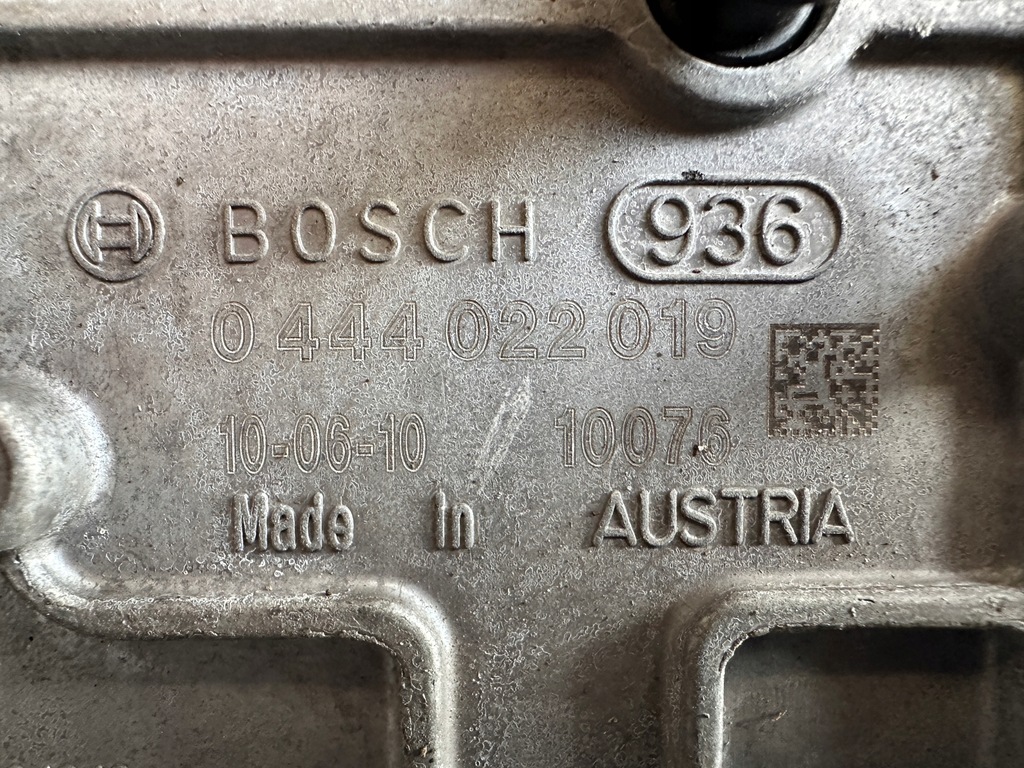 BOSCH 936
0 444 022 019
10-06-10 10076
Made In AUSTRIA